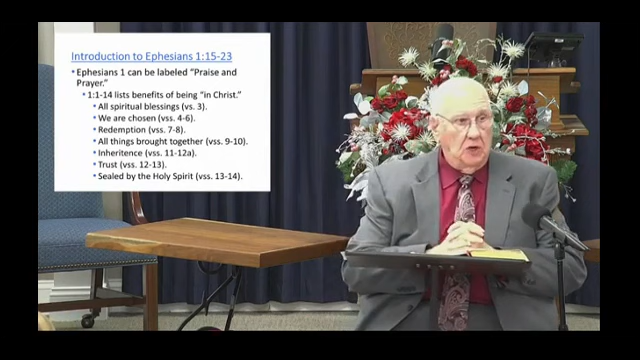 Introduction to Ephesians 1:15-23
• Ephesians 1 can be labeled "Praise and
Prayer."
• 1:1-14 lists benefits of being "in Christ."
• All spiritual blessings (vs. 3).
• We are chosen (vss. 4-6).
• Redemption (vss. 7-8).
• All things brought together (vss. 9-10).
• Inheritence (vss. 11-12a).
• Trust (vss. 12-13).
• Sealed by the Holy Spirit (vss. 13-14).